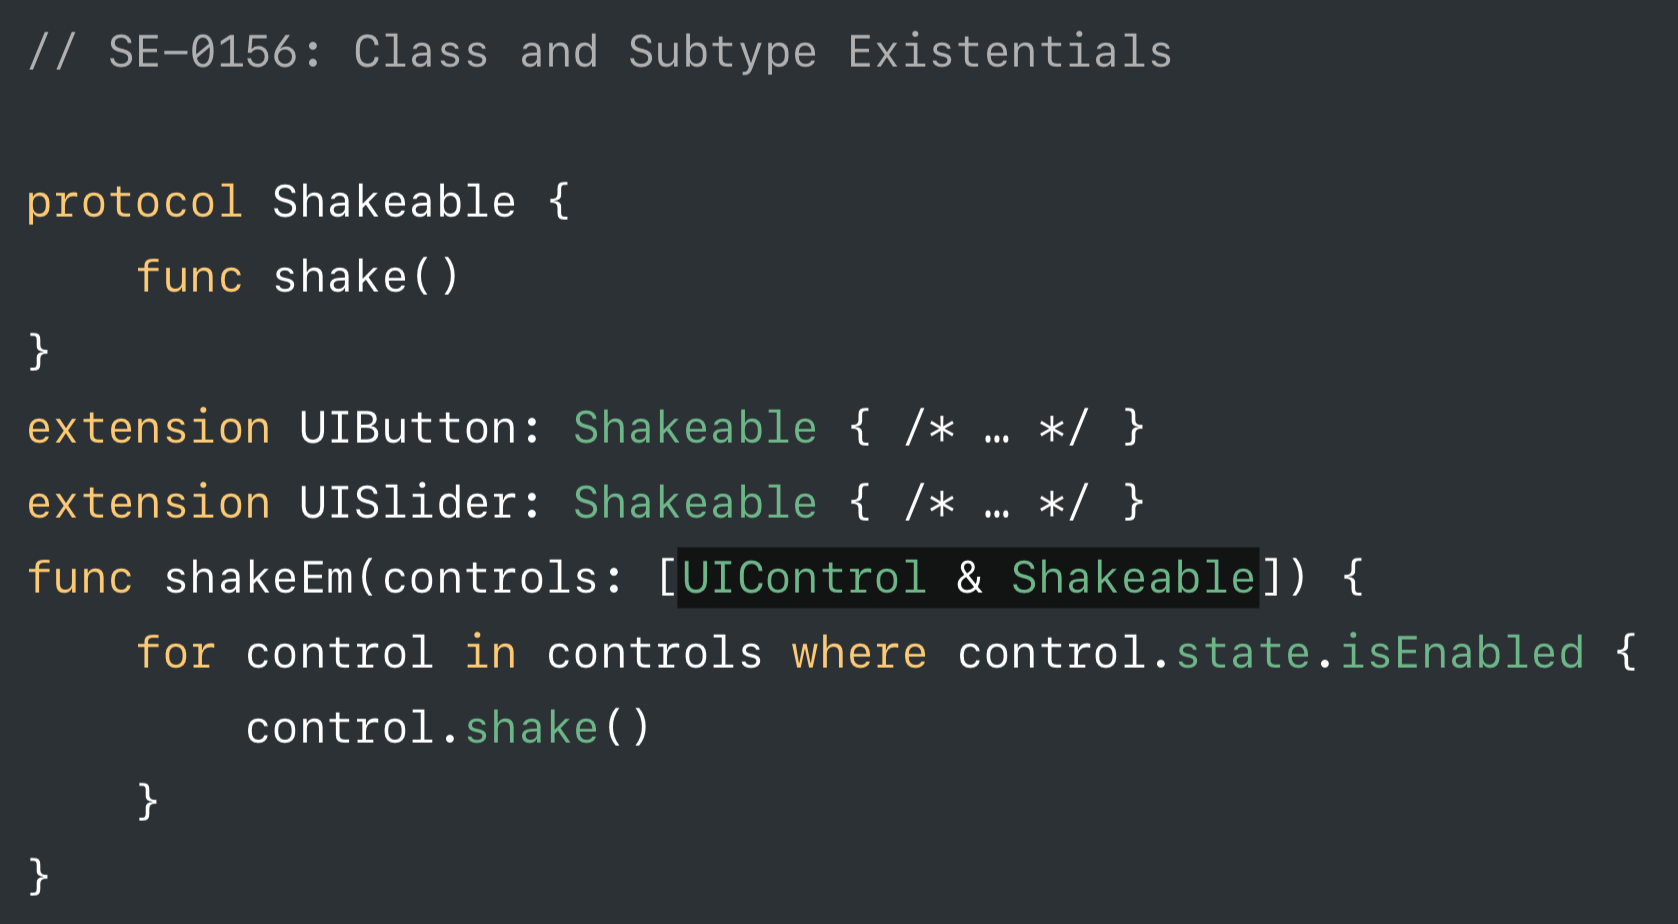 // SE-0156: Class and Subtype Existentials
protocol Shakeable {
    func shake()
}
extension UIButton: Shakeable { /* … */ }
extension UISlider: Shakeable { /* … */ }
func shakeEm(controls: [UIControl & Shakeable]) {
    for control in controls where control.state.isEnabled {
        control.shake()
    }
}